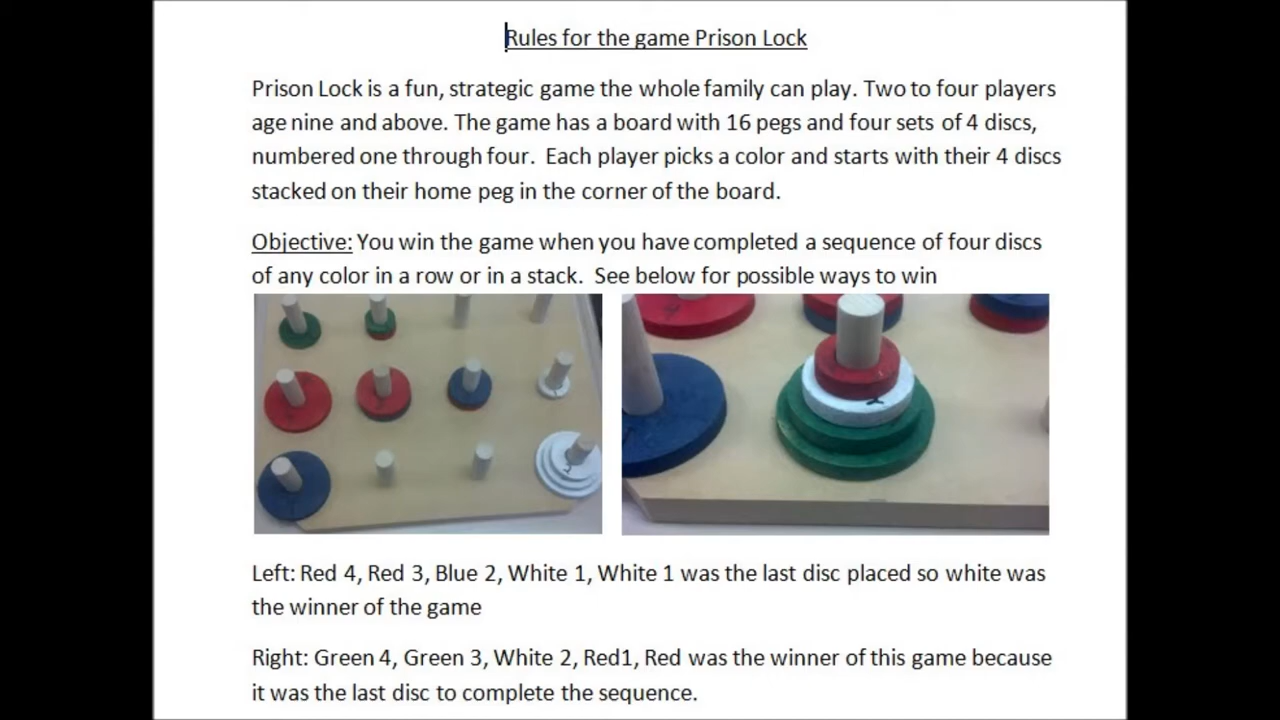 Rules for the game Prison Lock
Prison Lock is a fun, strategic game the whole family can play. Two to four players
age nine and above. The game has a board with 16 pegs and four sets of 4 discs,
numbered one through four. Each player picks a color and starts with their 4 discs
stacked on their home peg in the corner of the board.
Objective: You win the game when you have completed a sequence of four discs
of any color in a row or in a stack. See below for possible ways to win
Left: Red 4, Red 3, Blue 2, White 1, White 1 was the last disc placed so white was
the winner of the game
Right: Green 4, Green 3, White 2, Red1, Red was the winner of this game because
it was the last disc to complete the sequence.